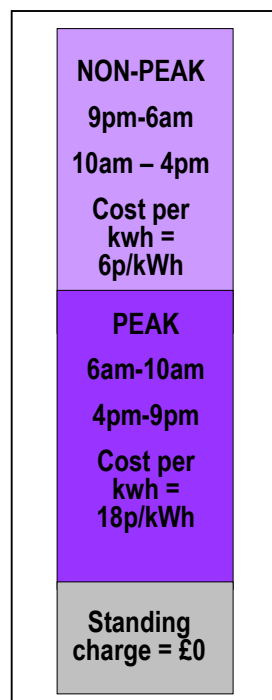 NON-PEAK
9pm-6am
10am – 4pm
Cost per
kwh =
6p/kWh
PEAK
6am-10am
4pm-9pm
Cost per
kwh =
18p/kWh
Standing
charge = £0